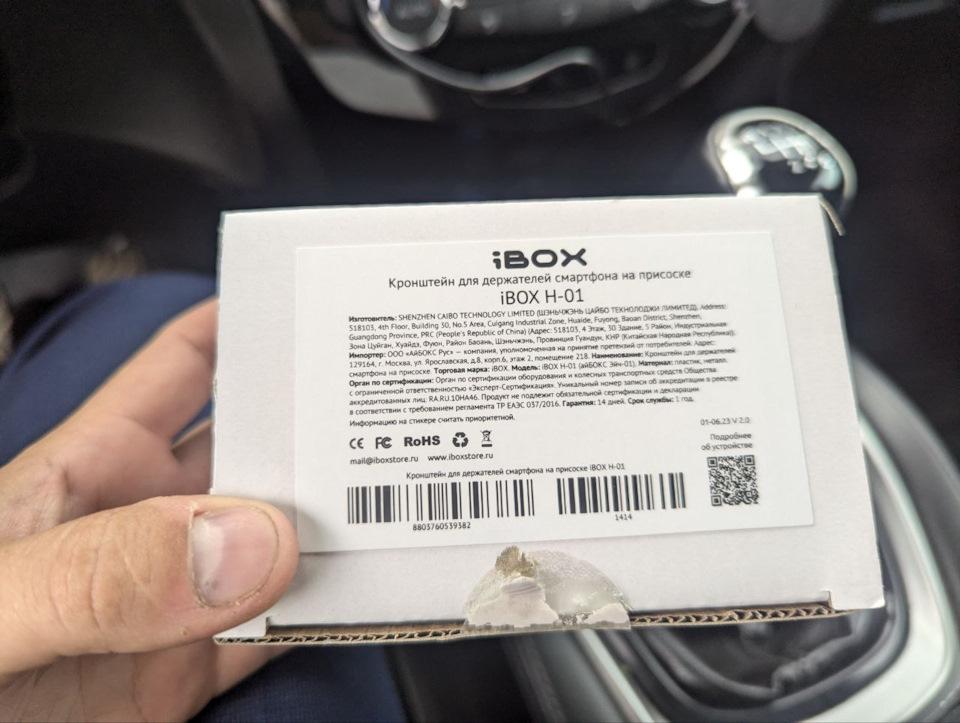 iBOX
Кронштейн для держателей смартфона на присоске
iBOX H-01
Изготовитель: SHENZHEN CAIBO TECHNOLOGY LIMITED (ШЭНЬЧЖЭНЬ ЦАЙБО ТЕКНОЛОДЖИ ЛИМИТЕД). Address:
518103, 4th Floor, Building 30, No.5 Area, Cuigang Industrial Zone, Huaide, Fuyong, Baoan District, Shenzhen,
Guangdong Province, PRC (People's Republic of China) (Адрес: 518103, 4 Этаж, 30 Здание, 5 Район, Индустриальная
Зона Цуйган, Хуайдэ, Фуюн, Район Баоань, Шэньчжэнь, Провинция Гуандун, КНР (Китайская Народная Республика)).
Импортер: ООО «АЙБОКС Рус» — компания, уполномоченная на принятие претензий от потребителей. Адрес:
129164, г. Москва, ул. Ярославская, д.8, корп.6, этаж 2, помещение 218. Наименование: Кронштейн для держателей
смартфона на присоске. Торговая марка: iBOX. Модель: iBOX H-01 (айБОКС Эйч-01). Материал: пластик, металл.
Орган по сертификации: Орган по сертификации оборудования и колесных транспортных средств Общества
с ограниченной ответственностью «Эксперт-Сертификация». Уникальный номер записи об аккредитации в реестре
аккредитованных лиц: RA.RU.10НА46. Продукт не подлежит обязательной сертификации и декларации
в соответствии с требованием регламента ТР ЕАЭС 037/2016. Гарантия: 14 дней. Срок службы: 1 год.
Информацию на стикере считать приоритетной.
01-06.23 V 2.0
CE FC RoHS
Подробнее
об устройстве
mail@iboxstore.ru www.iboxstore.ru
Кронштейн для держателей смартфона на присоске iBOX H-01
8803760539382
1414